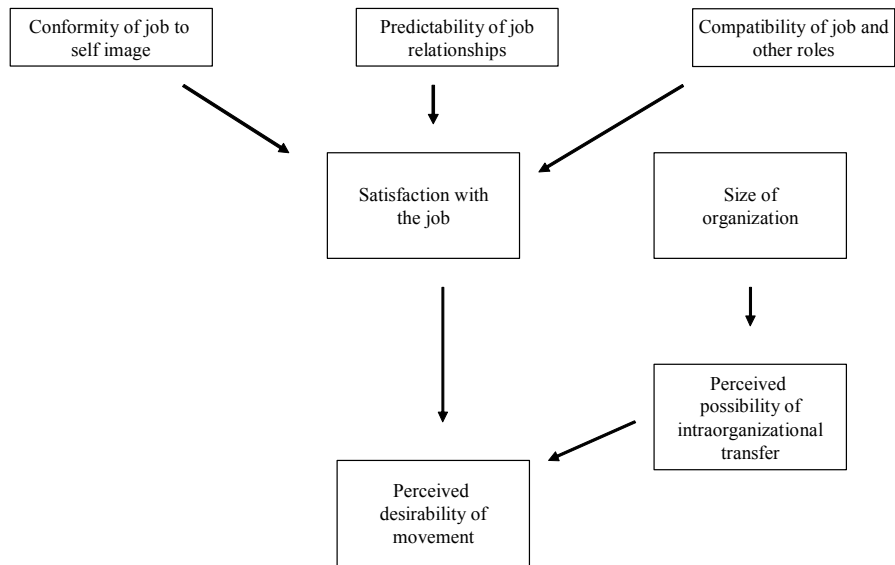 Conformity of job to
self image
Predictability of job
relationships
Compatibility of job and
other roles
Satisfaction with
the job
Size of
organization
Perceived
possibility of
intraorganizational
transfer
Perceived
desirability of
movement